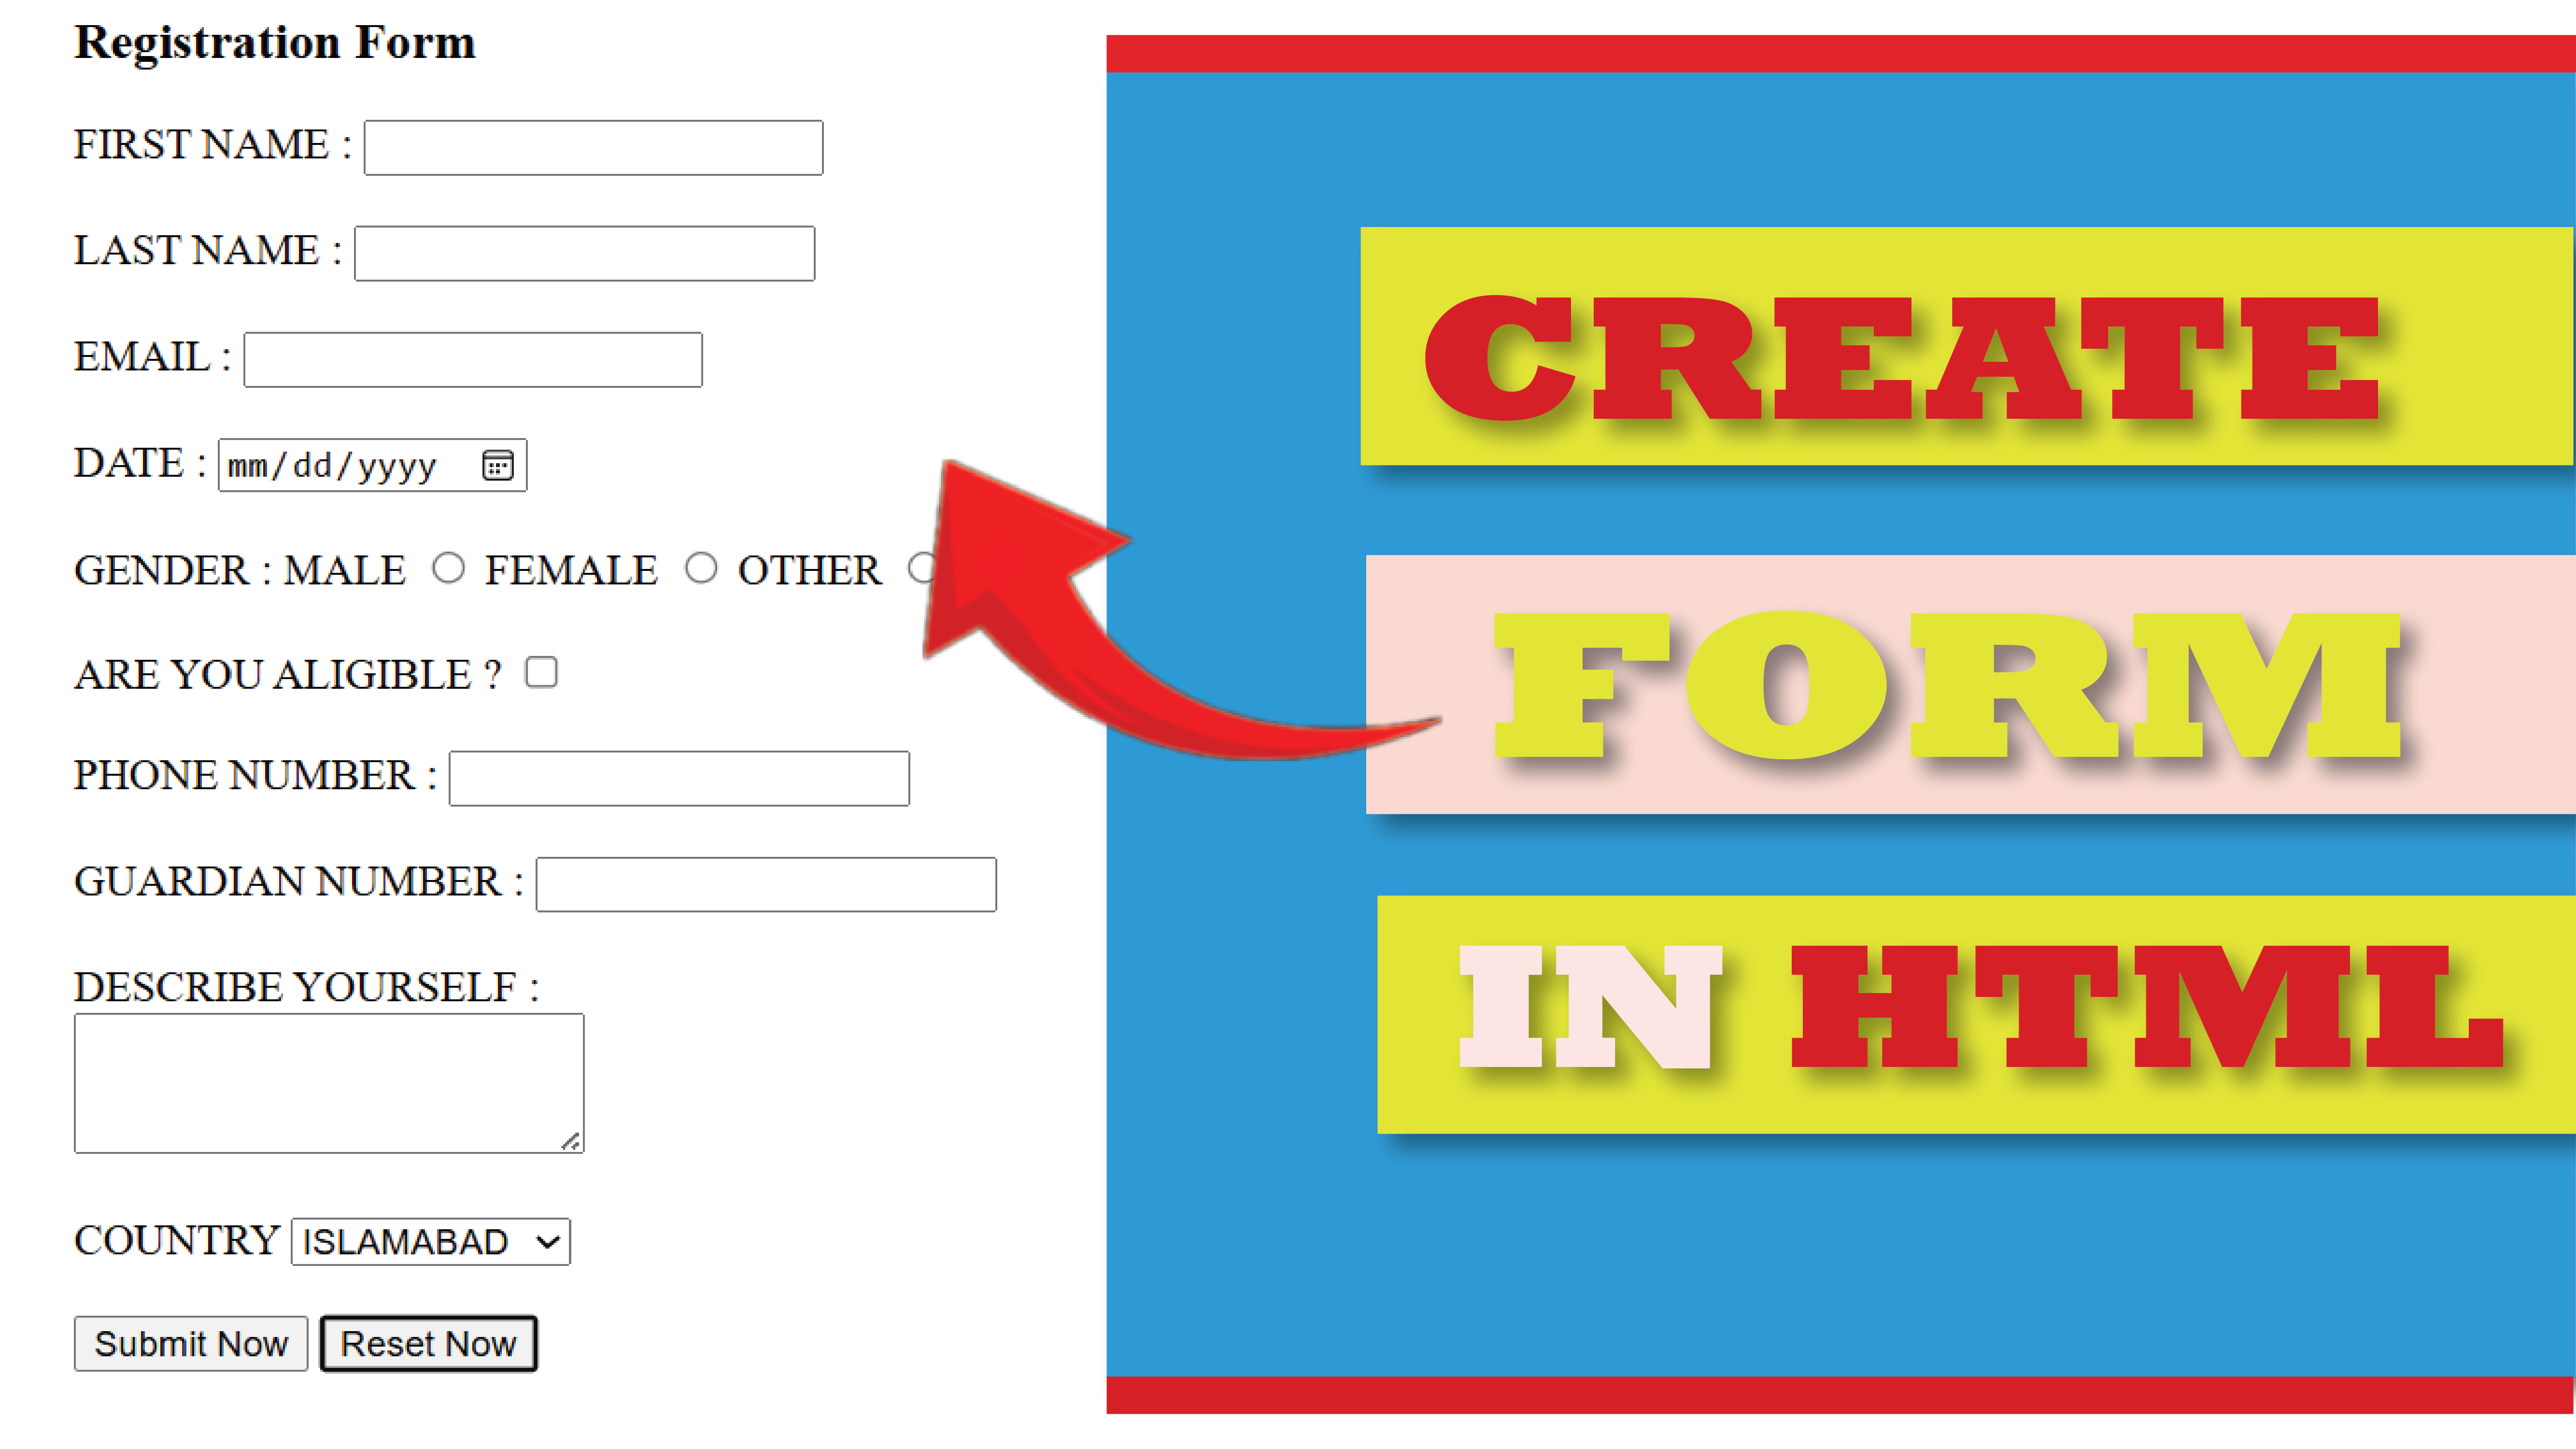 Registration Form
FIRST NAME :
LAST NAME :
EMAIL :
DATE : mm/dd/yyyy
GENDER : MALE FEMALE OTHER
ARE YOU ALIGIBLE ?
PHONE NUMBER :
GUARDIAN NUMBER :
DESCRIBE YOURSELF :
COUNTRY ISLAMABAD
Submit Now Reset Now
CREATE
FORM
IN HTML